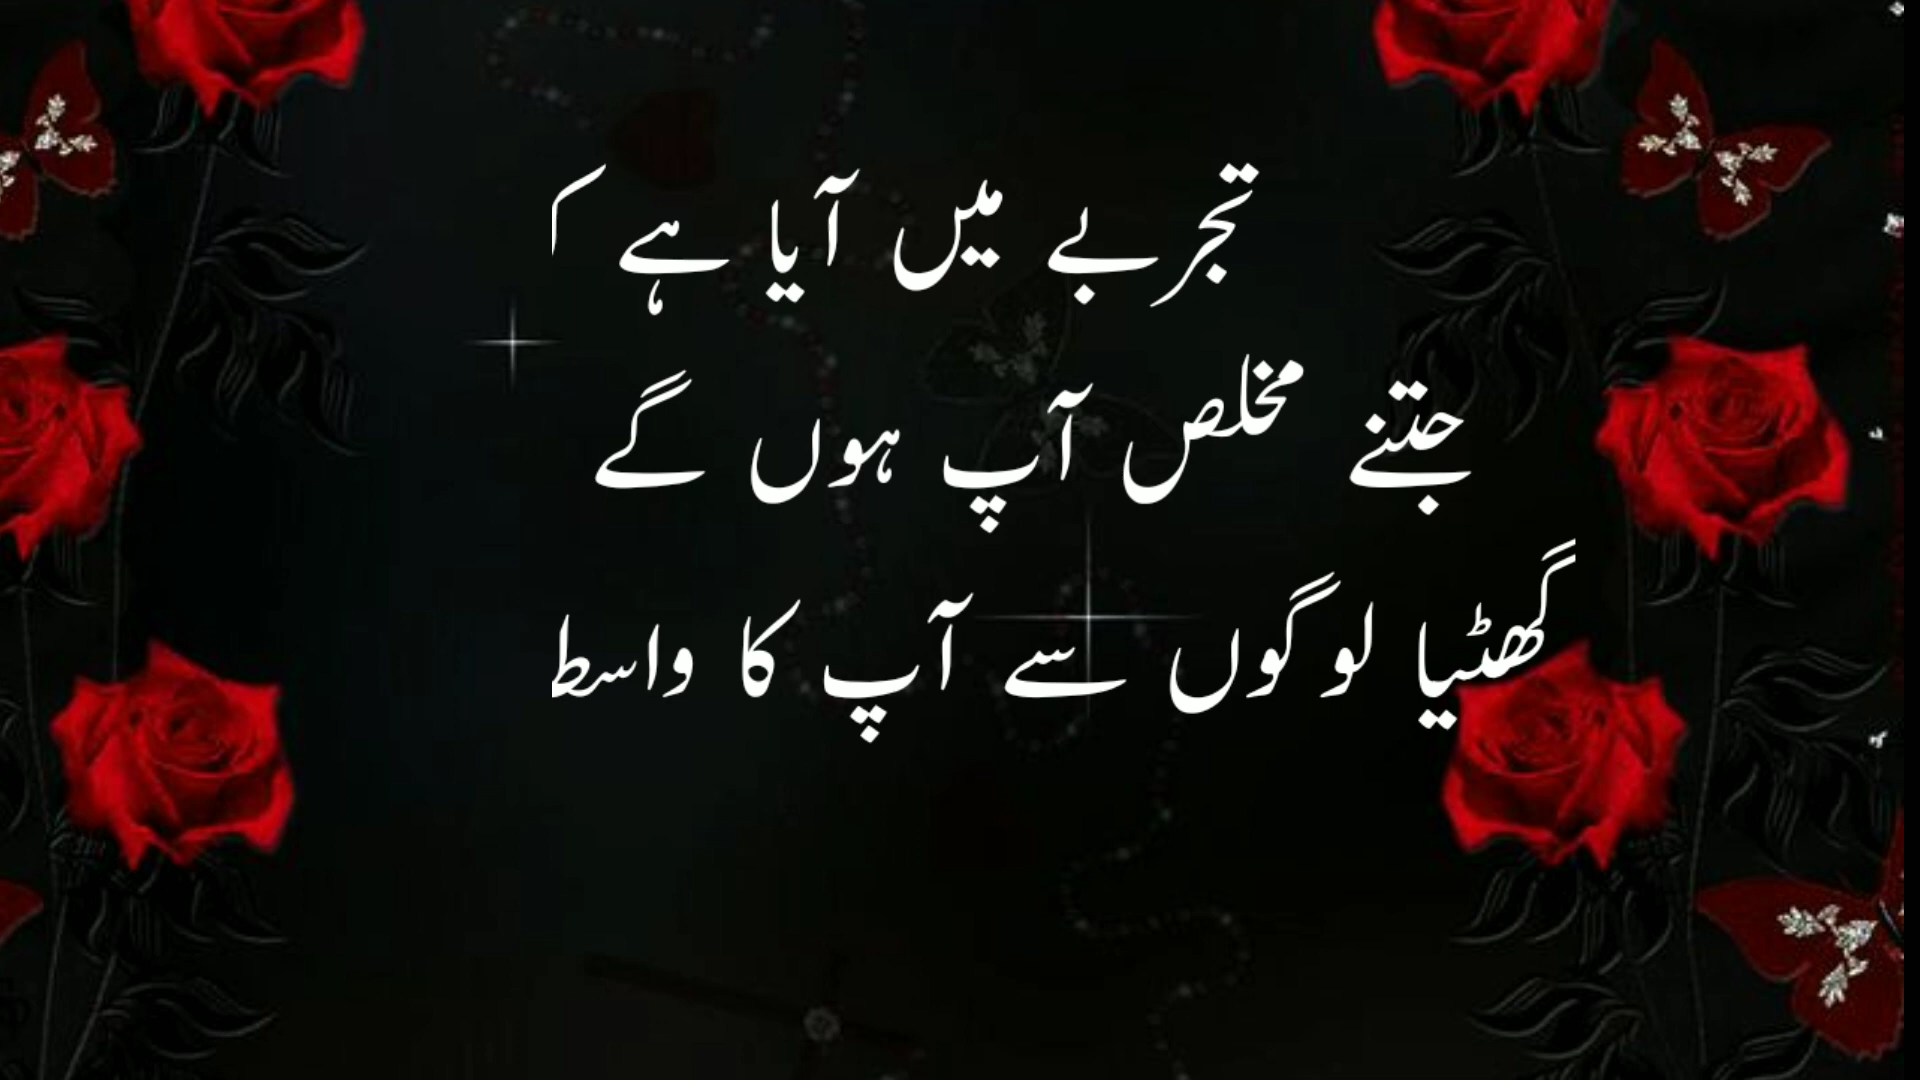 تجربے میں آیا ہے ک
جتنے مخلص آپ ہوں گے
گھٹیا لوگوں سے آپ کا واسط